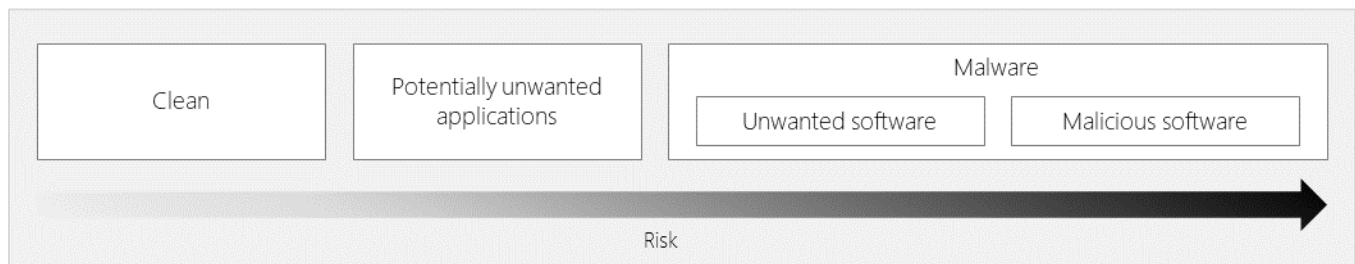 Clean
Potentially unwanted
applications
Malware
Unwanted software
Malicious software
Risk